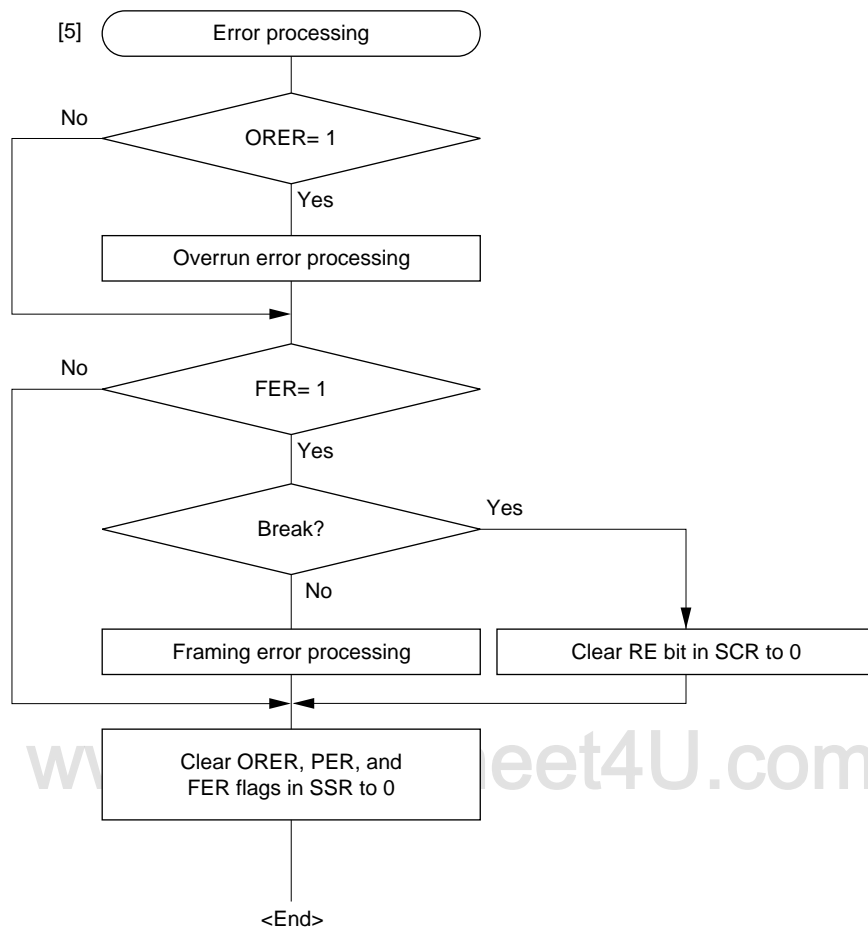 [5] Error processing
No
ORER= 1
Yes
Overrun error processing
No
FER= 1
Yes
Yes
Break?
No
Framing error processing
Clear RE bit in SCR to 0
Clear ORER, PER, and
FER flags in SSR to 0
<End>